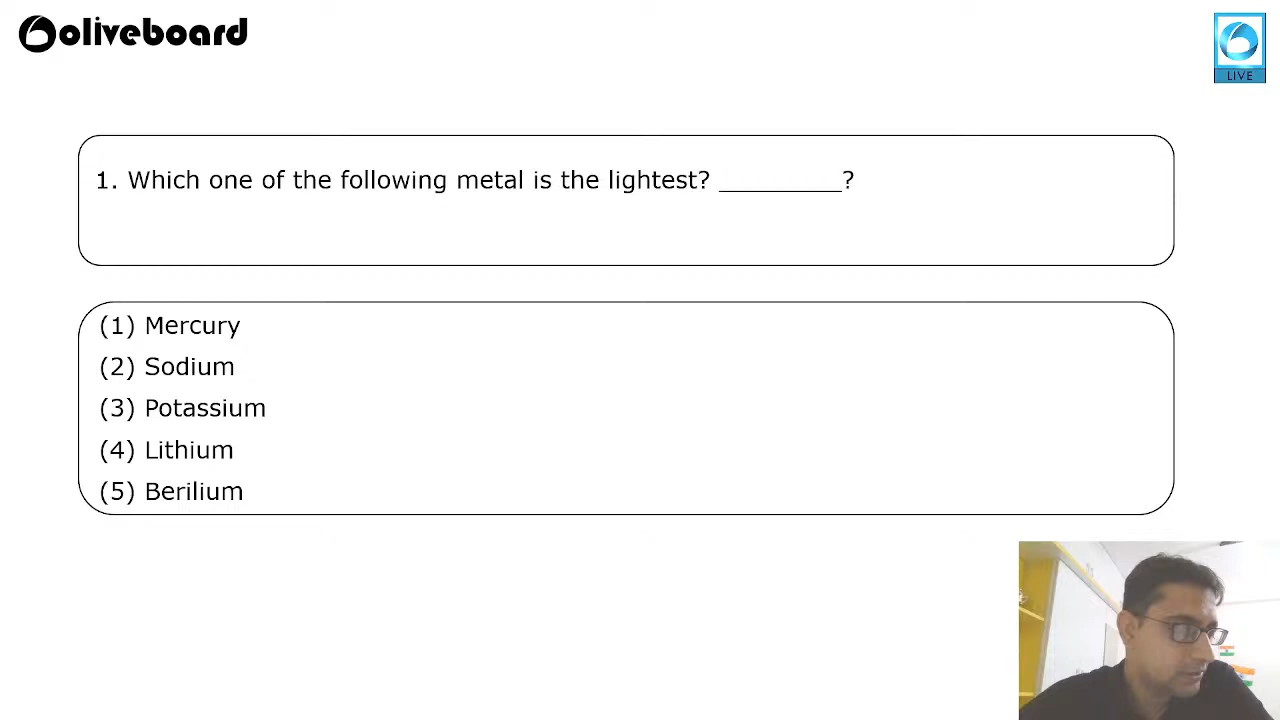 oliveboard
LIVE
1. Which one of the following metal is the lightest? _________?
(1) Mercury
(2) Sodium
(3) Potassium
(4) Lithium
(5) Berilium